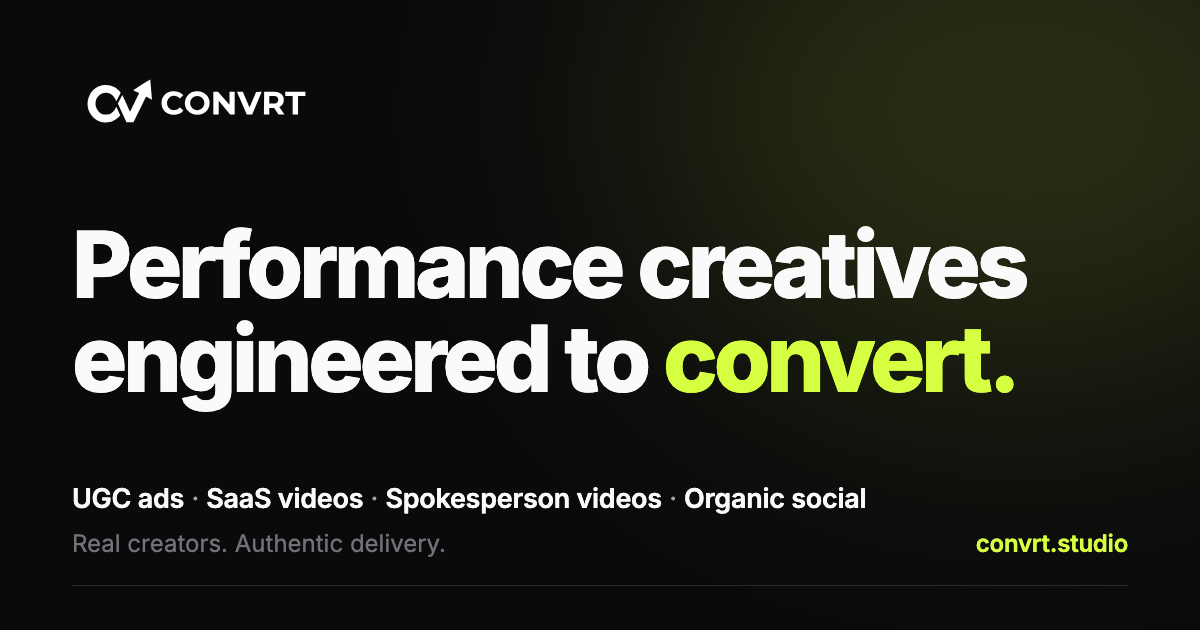 CONVRT
Performance creatives
engineered to convert.
UGC ads · SaaS videos · Spokesperson videos · Organic social
Real creators. Authentic delivery.
convrt.studio